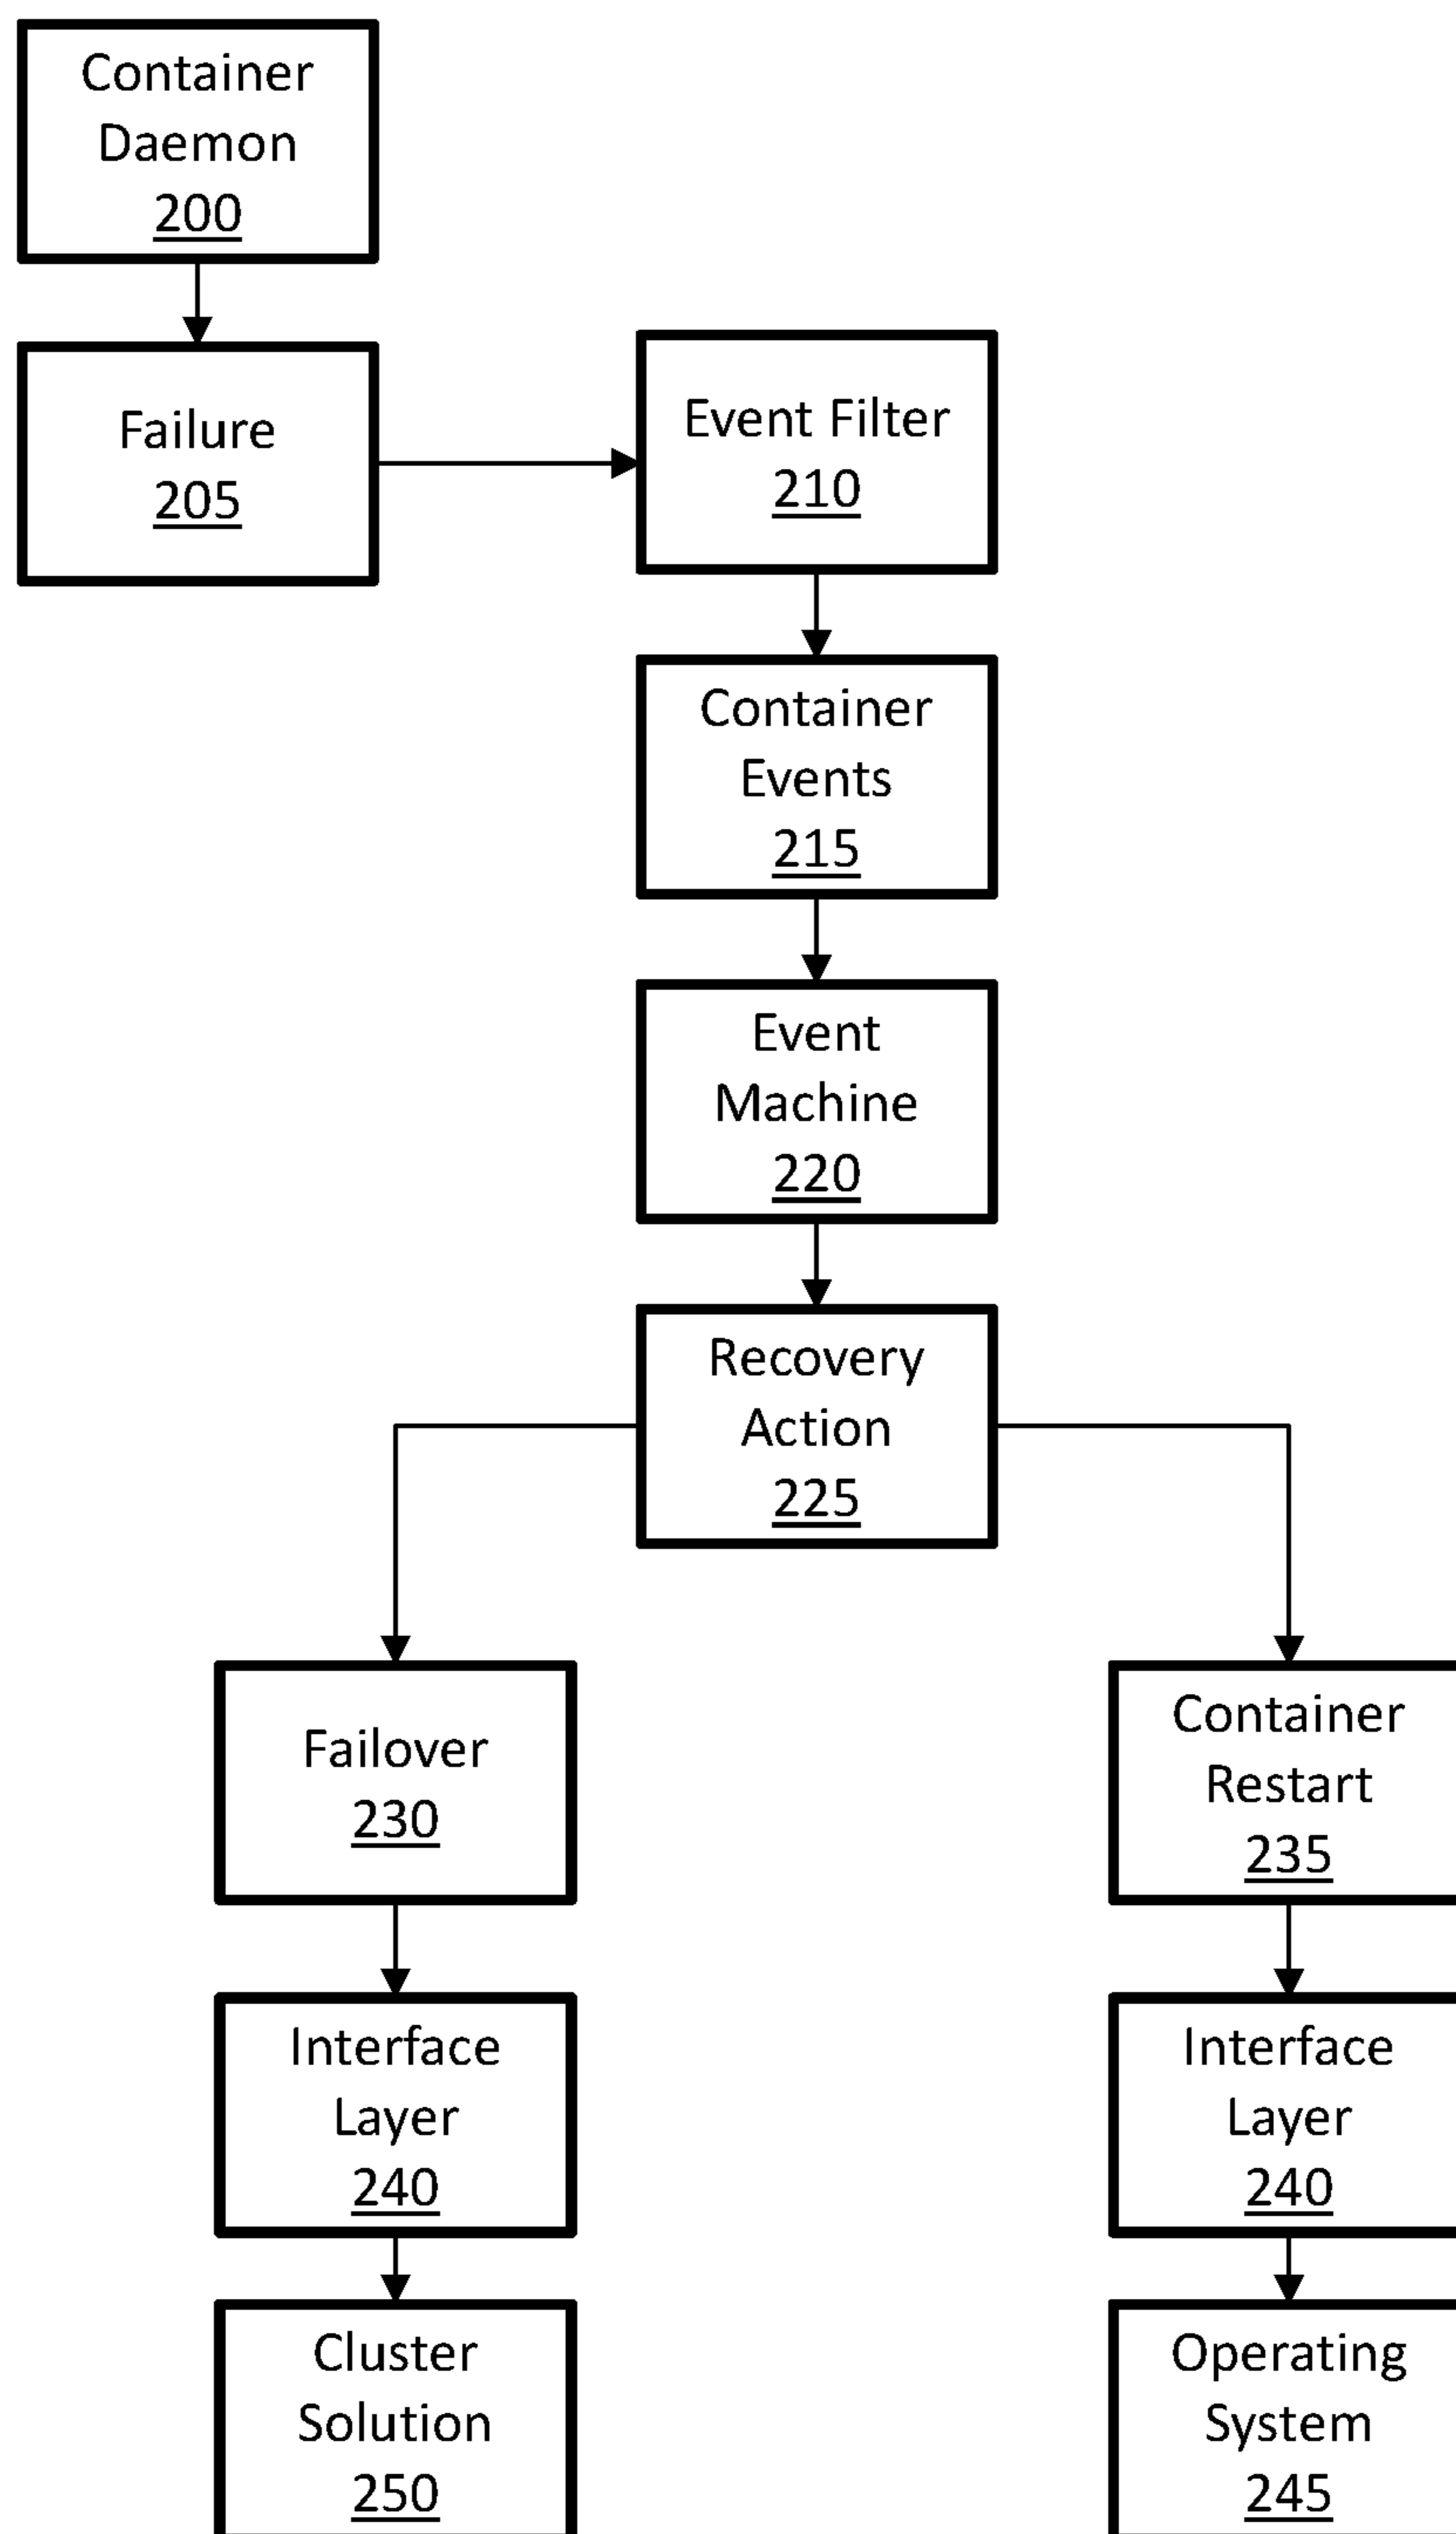 Container
Daemon
200
Failure
205
Event Filter
210
Container
Events
215
Event
Machine
220
Recovery
Action
225
Failover
230
Container
Restart
235
Interface
Layer
240
Interface
Layer
240
Cluster
Solution
250
Operating
System
245